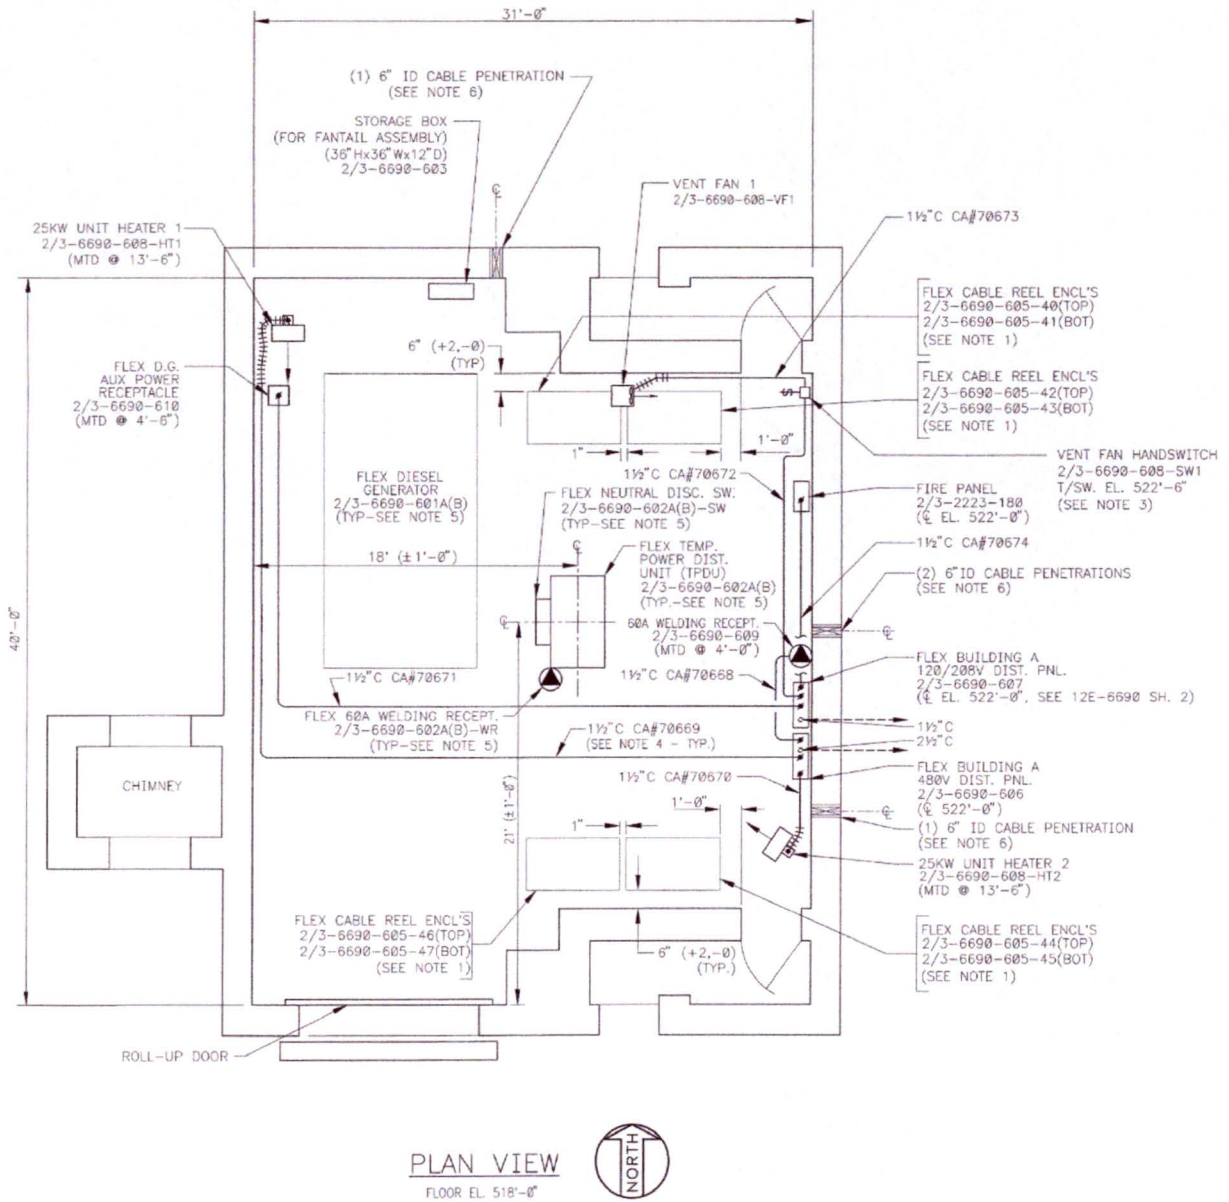 31'-0"
(1) 6" ID CABLE PENETRATION
(SEE NOTE 6)
STORAGE BOX
(FOR FANTAIL ASSEMBLY)
(36"Hx36"Wx12"D)
2/3-6690-603
℄
VENT FAN 1
2/3-6690-608-VF1
1½"C CA#70673
25KW UNIT HEATER 1
2/3-6690-608-HT1
(MTD @ 13'-6")
FLEX CABLE REEL ENCL'S
2/3-6690-605-40(TOP)
2/3-6690-605-41(BOT)
(SEE NOTE 1)
6" (+2,-0)
(TYP)
FLEX D.G.
AUX POWER
RECEPTACLE
2/3-6690-610
(MTD @ 4'-6")
FLEX CABLE REEL ENCL'S
2/3-6690-605-42(TOP)
2/3-6690-605-43(BOT)
(SEE NOTE 1)
S
1"
1'-0"
VENT FAN HANDSWITCH
2/3-6690-608-SW1
T/SW. EL. 522'-6"
(SEE NOTE 3)
1½"C CA#70672
FLEX DIESEL
GENERATOR
2/3-6690-601A(B)
(TYP-SEE NOTE 5)
FLEX NEUTRAL DISC. SW.
2/3-6690-602A(B)-SW
(TYP-SEE NOTE 5)
FIRE PANEL
2/3-2223-180
(℄ EL. 522'-0")
18' (±1'-0")
℄
FLEX TEMP.
POWER DIST.
UNIT (TPDU)
2/3-6690-602A(B)
(TYP.-SEE NOTE 5)
1½"C CA#70674
(2) 6"ID CABLE PENETRATIONS
(SEE NOTE 6)
40'-0"
℄
60A WELDING RECEPT.
2/3-6690-609
(MTD @ 4'-0")
℄
1½"C CA#70671
1½"C CA#70668
FLEX BUILDING A
120/208V DIST. PNL.
2/3-6690-607
(℄ EL. 522'-0", SEE 12E-6690 SH. 2)
FLEX 60A WELDING RECEPT.
2/3-6690-602A(B)-WR
(TYP-SEE NOTE 5)
1½"C CA#70669
(SEE NOTE 4 - TYP.)
1½"C
2½"C
FLEX BUILDING A
480V DIST. PNL.
2/3-6690-606
(℄ 522'-0")
CHIMNEY
1½"C CA#70670
21' (±1'-0")
1"
1'-0"
℄
(1) 6" ID CABLE PENETRATION
(SEE NOTE 6)
25KW UNIT HEATER 2
2/3-6690-608-HT2
(MTD @ 13'-6")
FLEX CABLE REEL ENCL'S
2/3-6690-605-46(TOP)
2/3-6690-605-47(BOT)
(SEE NOTE 1)
6" (+2,-0)
(TYP.)
FLEX CABLE REEL ENCL'S
2/3-6690-605-44(TOP)
2/3-6690-605-45(BOT)
(SEE NOTE 1)
ROLL-UP DOOR
PLAN VIEW
FLOOR EL. 518'-0"
NORTH